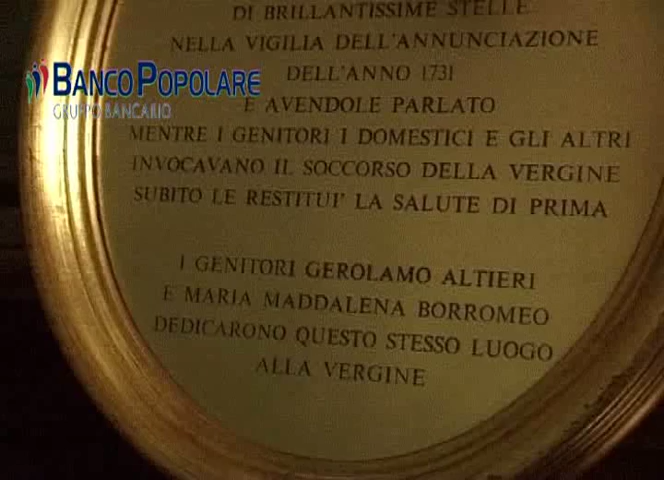 DI BRILLANTISSIME STELLE
NELLA VIGILIA DELL'ANNUNCIAZIONE
DELL'ANNO 1731
E AVENDOLE PARLATO
MENTRE I GENITORI I DOMESTICI E GLI ALTRI
INVOCAVANO IL SOCCORSO DELLA VERGINE
SUBITO LE RESTITUI' LA SALUTE DI PRIMA
I GENITORI GEROLAMO ALTIERI
E MARIA MADDALENA BORROMEO
DEDICARONO QUESTO STESSO LUOGO
ALLA VERGINE
BANCO POPOLARE
GRUPPO BANCARIO